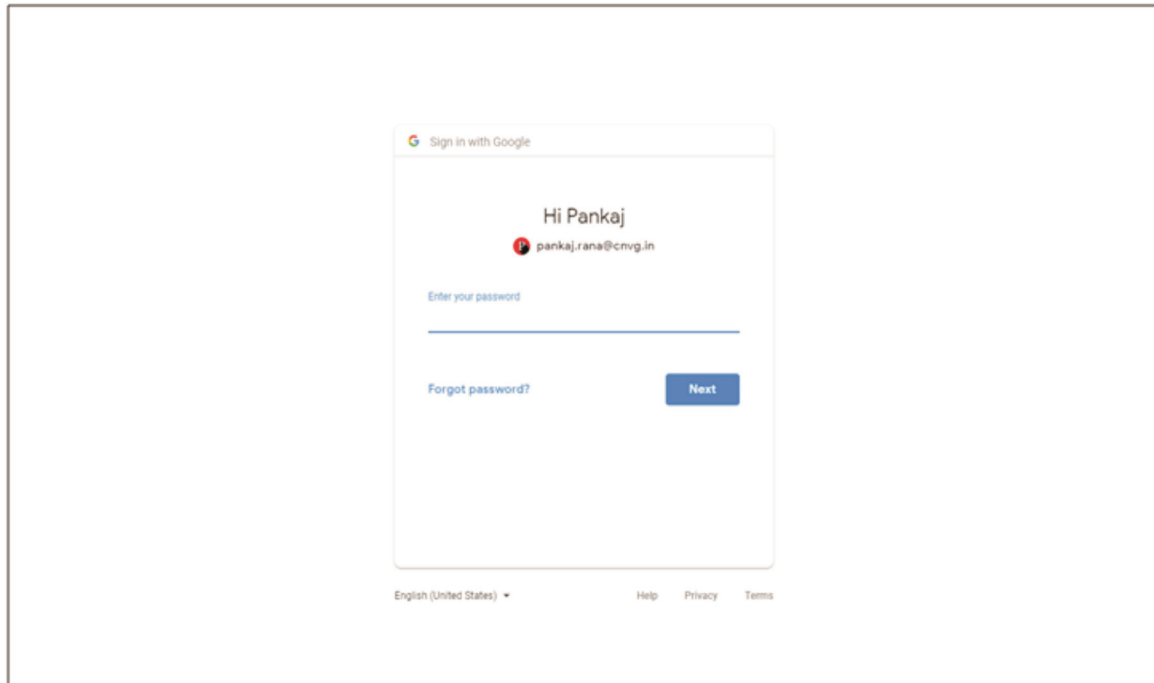 Sign in with Google
Hi Pankaj
pankaj.rana@cnvg.in
Enter your password
Forgot password? Next
English (United States) Help Privacy Terms